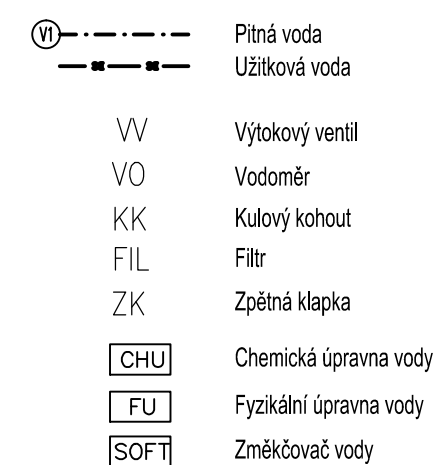 V1 Pitná voda
Užitková voda
VV Výtokový ventil
VO Vodoměr
KK Kulový kohout
FIL Filtr
ZK Zpětná klapka
CHU Chemická úpravna vody
FU Fyzikální úpravna vody
SOFT Změkčovač vody